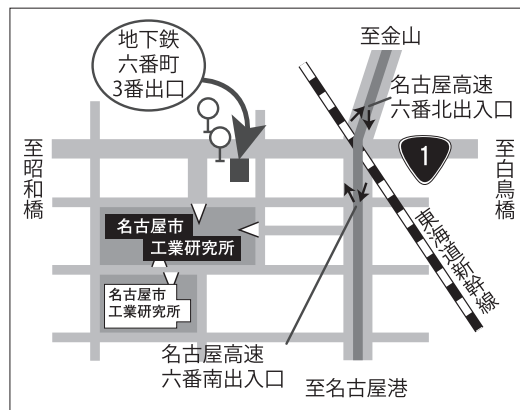 地下鉄
六番町
3番出口
至金山
名古屋高速
六番北出入口
至昭和橋
1
至白鳥橋
名古屋市
工業研究所
東海道新幹線
名古屋市
工業研究所
名古屋高速
六番南出入口
至名古屋港